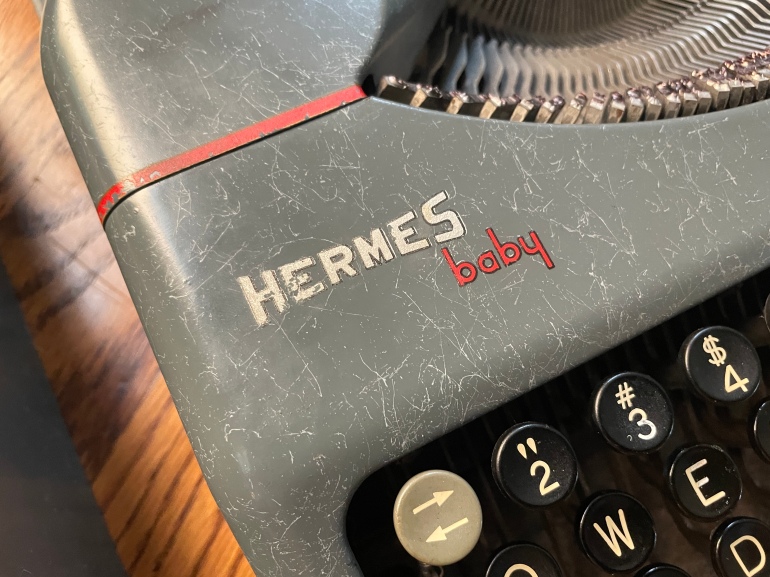 HERMES
baby
" # $
2 3 4
W E
D